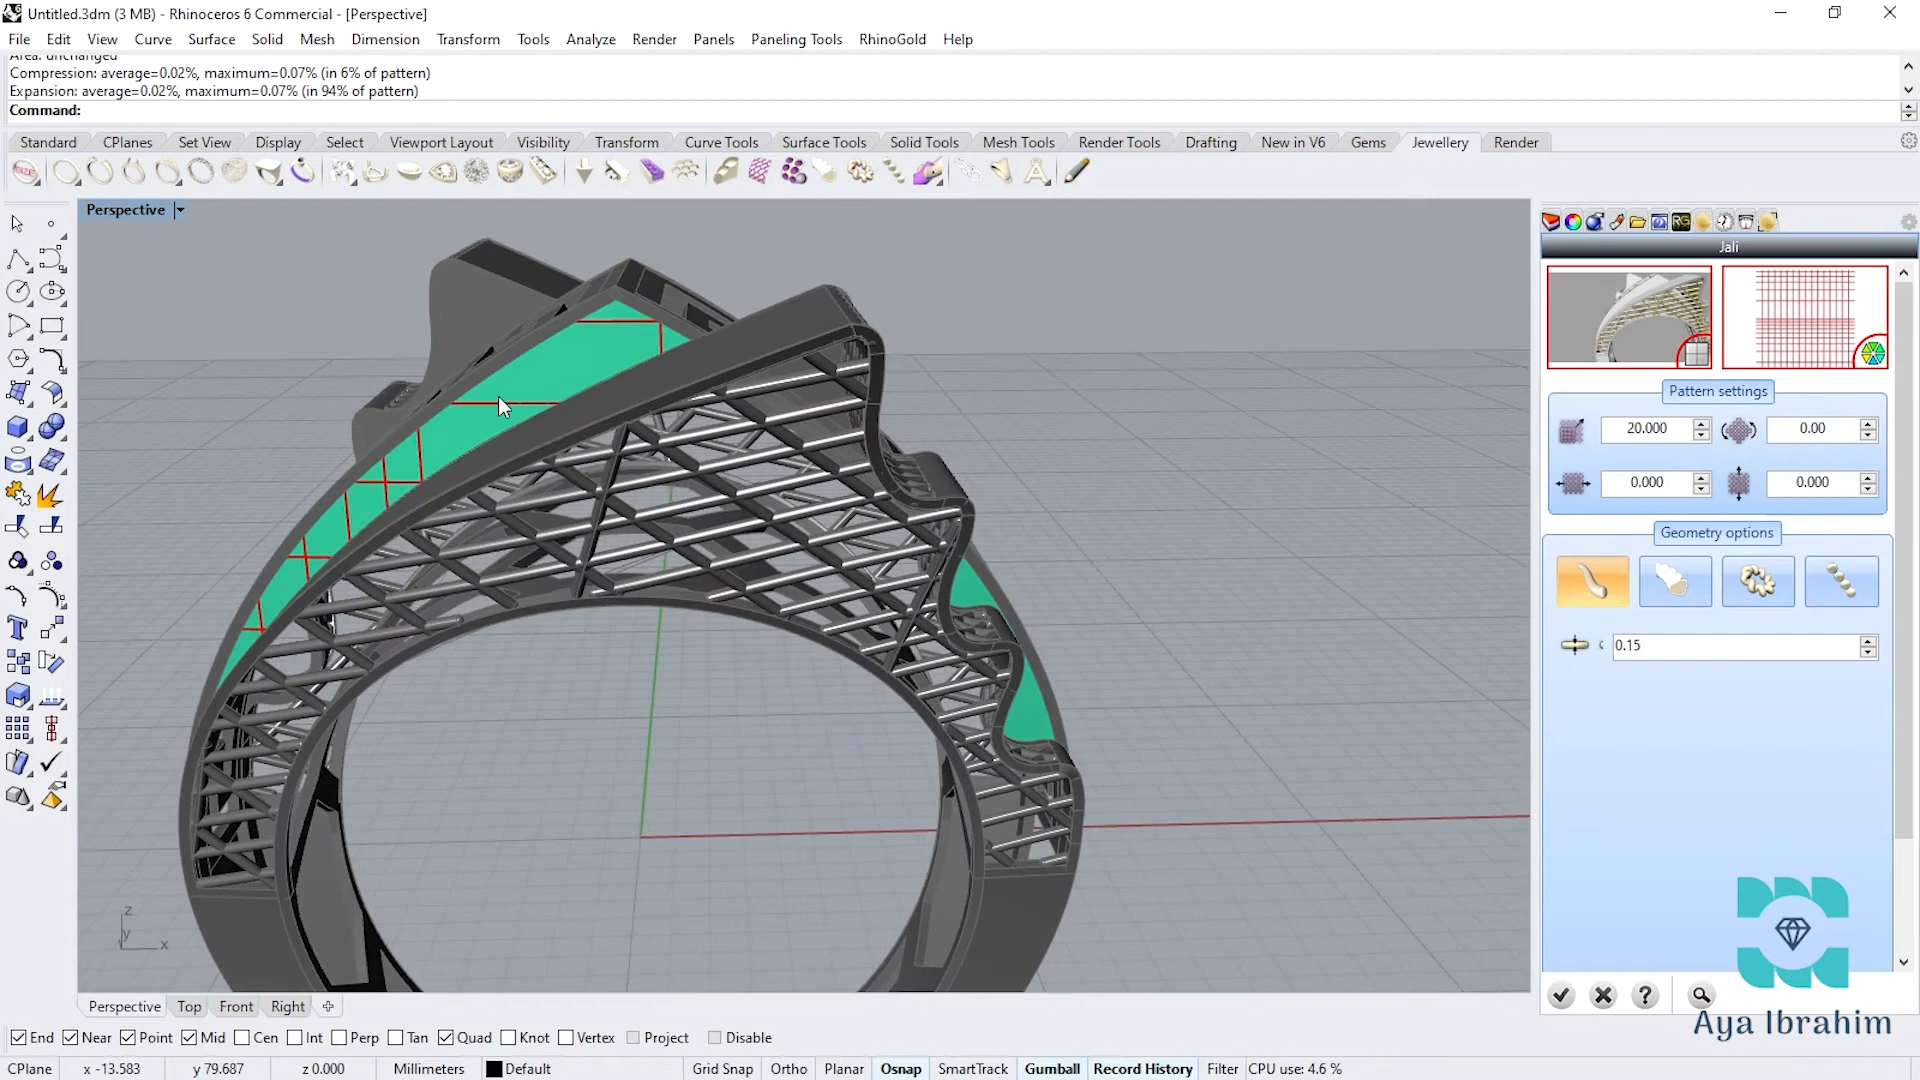 Untitled.3dm (3 MB) - Rhinoceros 6 Commercial - [Perspective]
File Edit View Curve Surface Solid Mesh Dimension Transform Tools Analyze Render Panels Paneling Tools RhinoGold Help
Area: unchanged
Compression: average=0.02%, maximum=0.07% (in 6% of pattern)
Expansion: average=0.02%, maximum=0.07% (in 94% of pattern)
Command:
Standard CPlanes Set View Display Select Viewport Layout Visibility Transform Curve Tools Surface Tools Solid Tools Mesh Tools Render Tools Drafting New in V6 Gems Jewellery Render
SIZE
Perspective
RG
Jali
Pattern settings
20.000 0.00
0.000 0.000
Geometry options
0.15
z
y
x
Perspective Top Front Right
Aya Ibrahim
End Near Point Mid Cen Int Perp Tan Quad Knot Vertex Project Disable
CPlane x -13.583 y 79.687 z 0.000 Millimeters Default Grid Snap Ortho Planar Osnap SmartTrack Gumball Record History Filter CPU use: 4.6 %